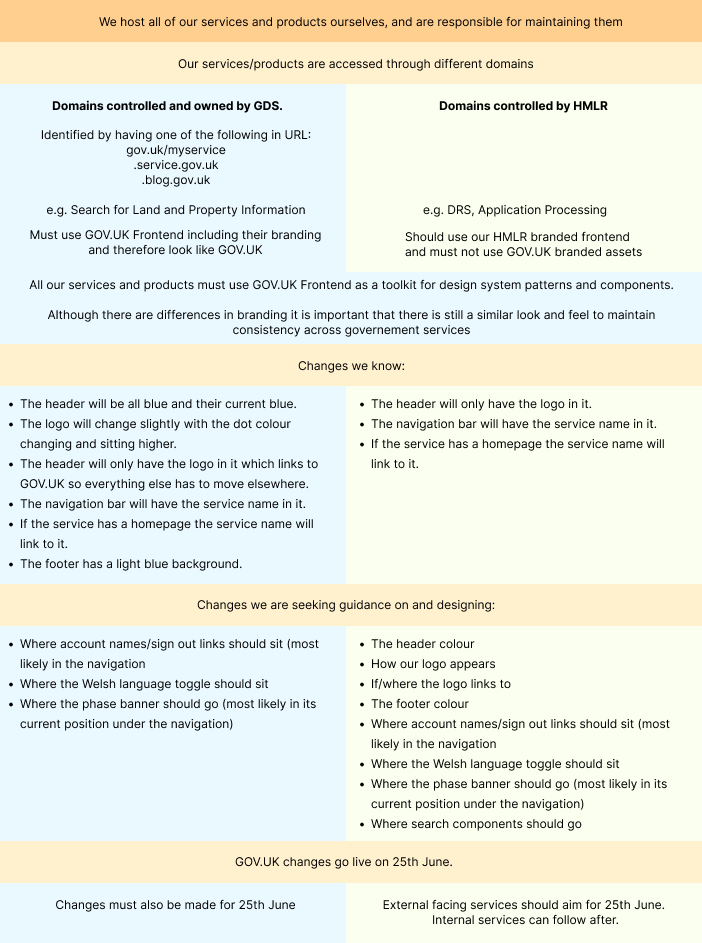 We host all of our services and products ourselves, and are responsible for maintaining them
Our services/products are accessed through different domains
Domains controlled and owned by GDS.
Identified by having one of the following in URL:
gov.uk/myservice
.service.gov.uk
.blog.gov.uk
e.g. Search for Land and Property Information
Must use GOV.UK Frontend including their branding
and therefore look like GOV.UK
Domains controlled by HMLR
e.g. DRS, Application Processing
Should use our HMLR branded frontend
and must not use GOV.UK branded assets
All our services and products must use GOV.UK Frontend as a toolkit for design system patterns and components.
Although there are differences in branding it is important that there is still a similar look and feel to maintain
consistency across governement services
Changes we know:
• The header will be all blue and their current blue.
• The logo will change slightly with the dot colour
changing and sitting higher.
• The header will only have the logo in it which links to
GOV.UK so everything else has to move elsewhere.
• The navigation bar will have the service name in it.
• If the service has a homepage the service name will
link to it.
• The footer has a light blue background.
• The header will only have the logo in it.
• The navigation bar will have the service name in it.
• If the service has a homepage the service name will
link to it.
Changes we are seeking guidance on and designing:
• Where account names/sign out links should sit (most
likely in the navigation
• Where the Welsh language toggle should sit
• Where the phase banner should go (most likely in its
current position under the navigation)
• The header colour
• How our logo appears
• If/where the logo links to
• The footer colour
• Where account names/sign out links should sit (most
likely in the navigation
• Where the Welsh language toggle should sit
• Where the phase banner should go (most likely in its
current position under the navigation)
• Where search components should go
GOV.UK changes go live on 25th June.
Changes must also be made for 25th June
External facing services should aim for 25th June.
Internal services can follow after.